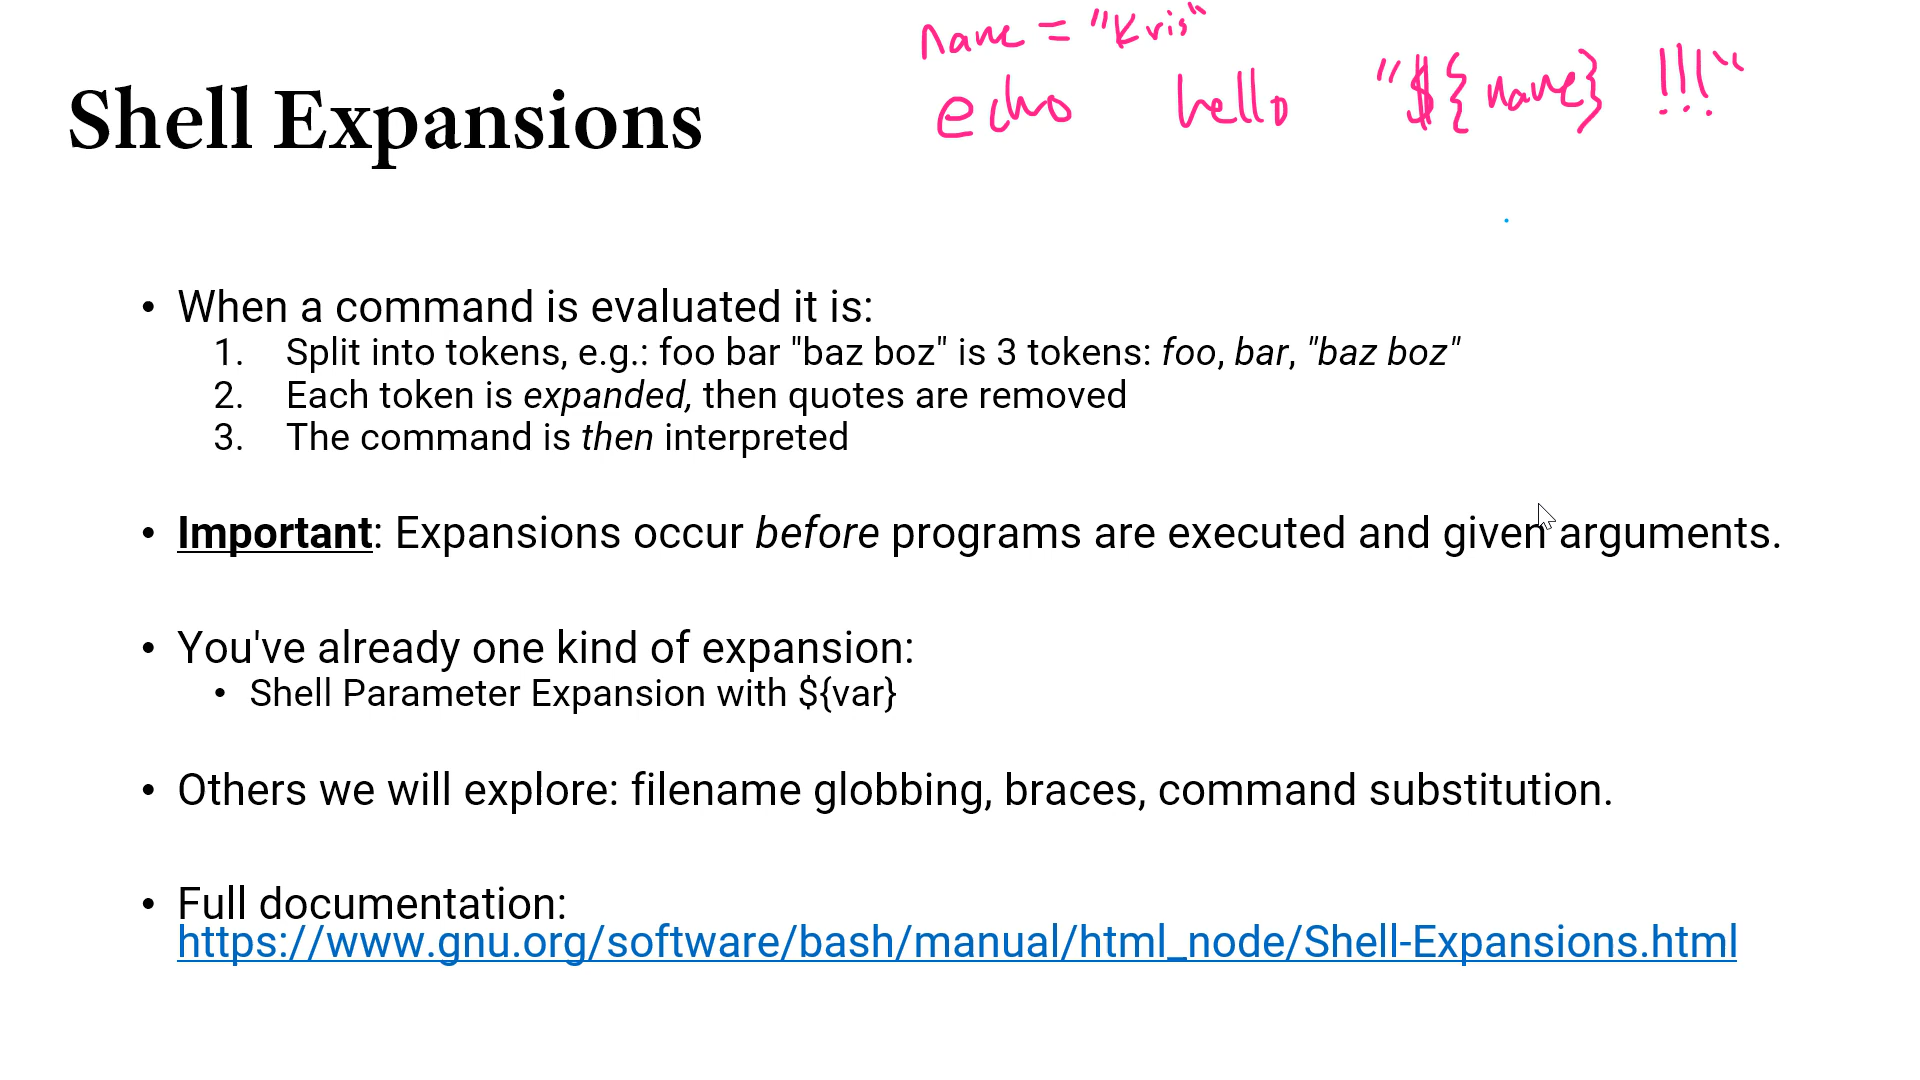 name = "Kris"
echo hello "${name} !!!"
Shell Expansions
• When a command is evaluated it is:
1. Split into tokens, e.g.: foo bar "baz boz" is 3 tokens: foo, bar, "baz boz"
2. Each token is expanded, then quotes are removed
3. The command is then interpreted
• Important: Expansions occur before programs are executed and given arguments.
• You've already one kind of expansion:
• Shell Parameter Expansion with ${var}
• Others we will explore: filename globbing, braces, command substitution.
• Full documentation:
https://www.gnu.org/software/bash/manual/html_node/Shell-Expansions.html